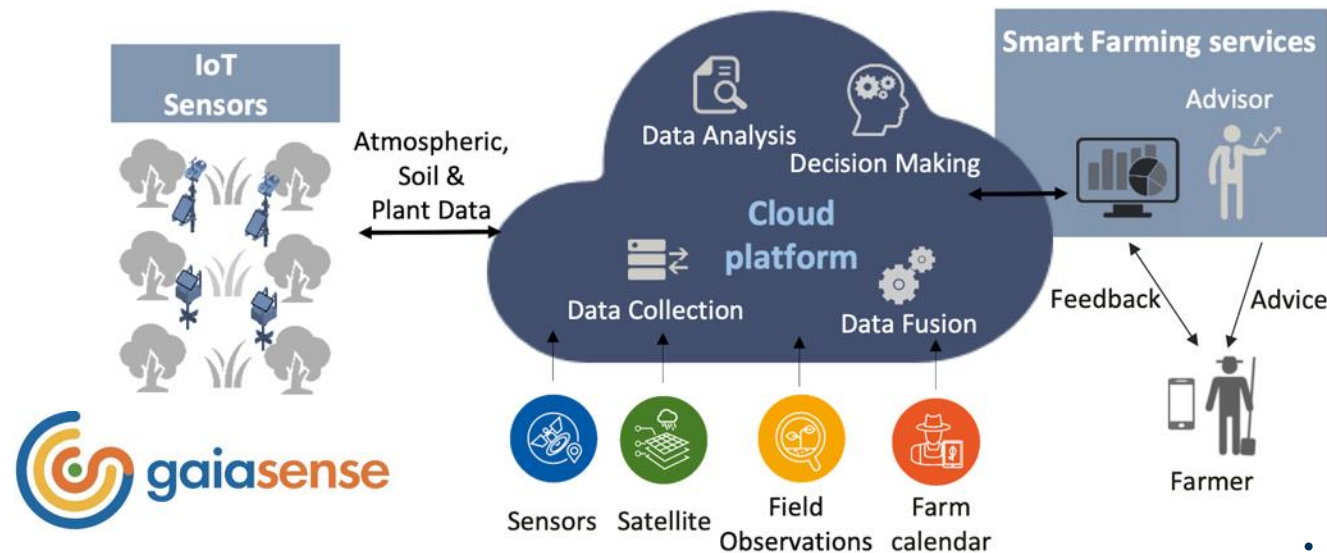 IoT
Sensors
Atmospheric,
Soil &
Plant Data
Data Analysis
Decision Making
Cloud
platform
Data Collection
Data Fusion
Smart Farming services
Advisor
Feedback
Advice
Farmer
gaiasense
Sensors
Satellite
Field
Observations
Farm
calendar